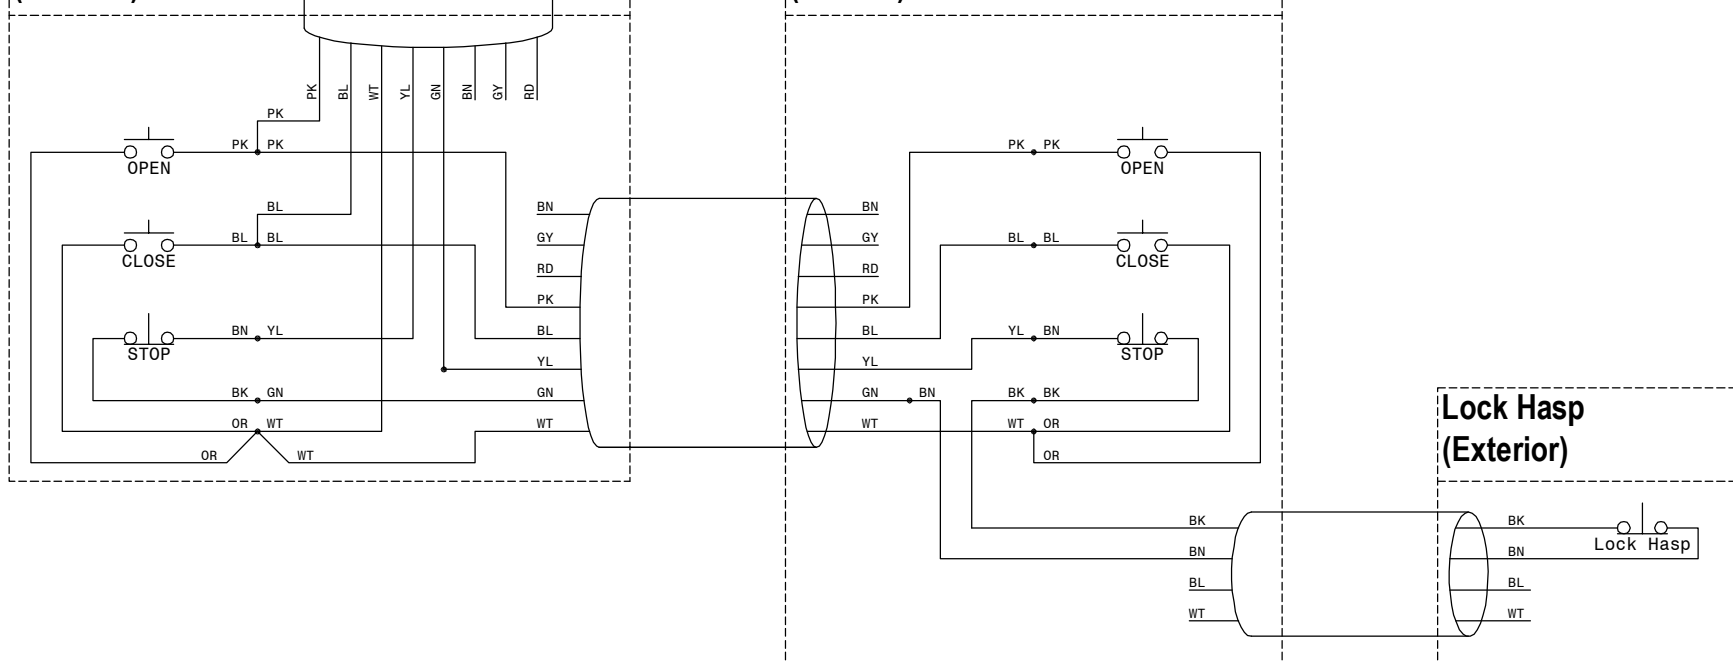 PK BL WT YL GN BN GY RD
PK
PK PK
OPEN
BL
BL BL
CLOSE
BN YL
STOP
BK GN
OR WT
OR WT
BN
GY
RD
PK
BL
YL
GN
WT
BN
GY
RD
PK
BL
YL
GN BN
WT
PK PK
OPEN
BL BL
CLOSE
YL BN
STOP
BK BK
WT OR
OR
Lock Hasp
(Exterior)
BK
BN
BL
WT
BK
BN
BL
WT
Lock Hasp